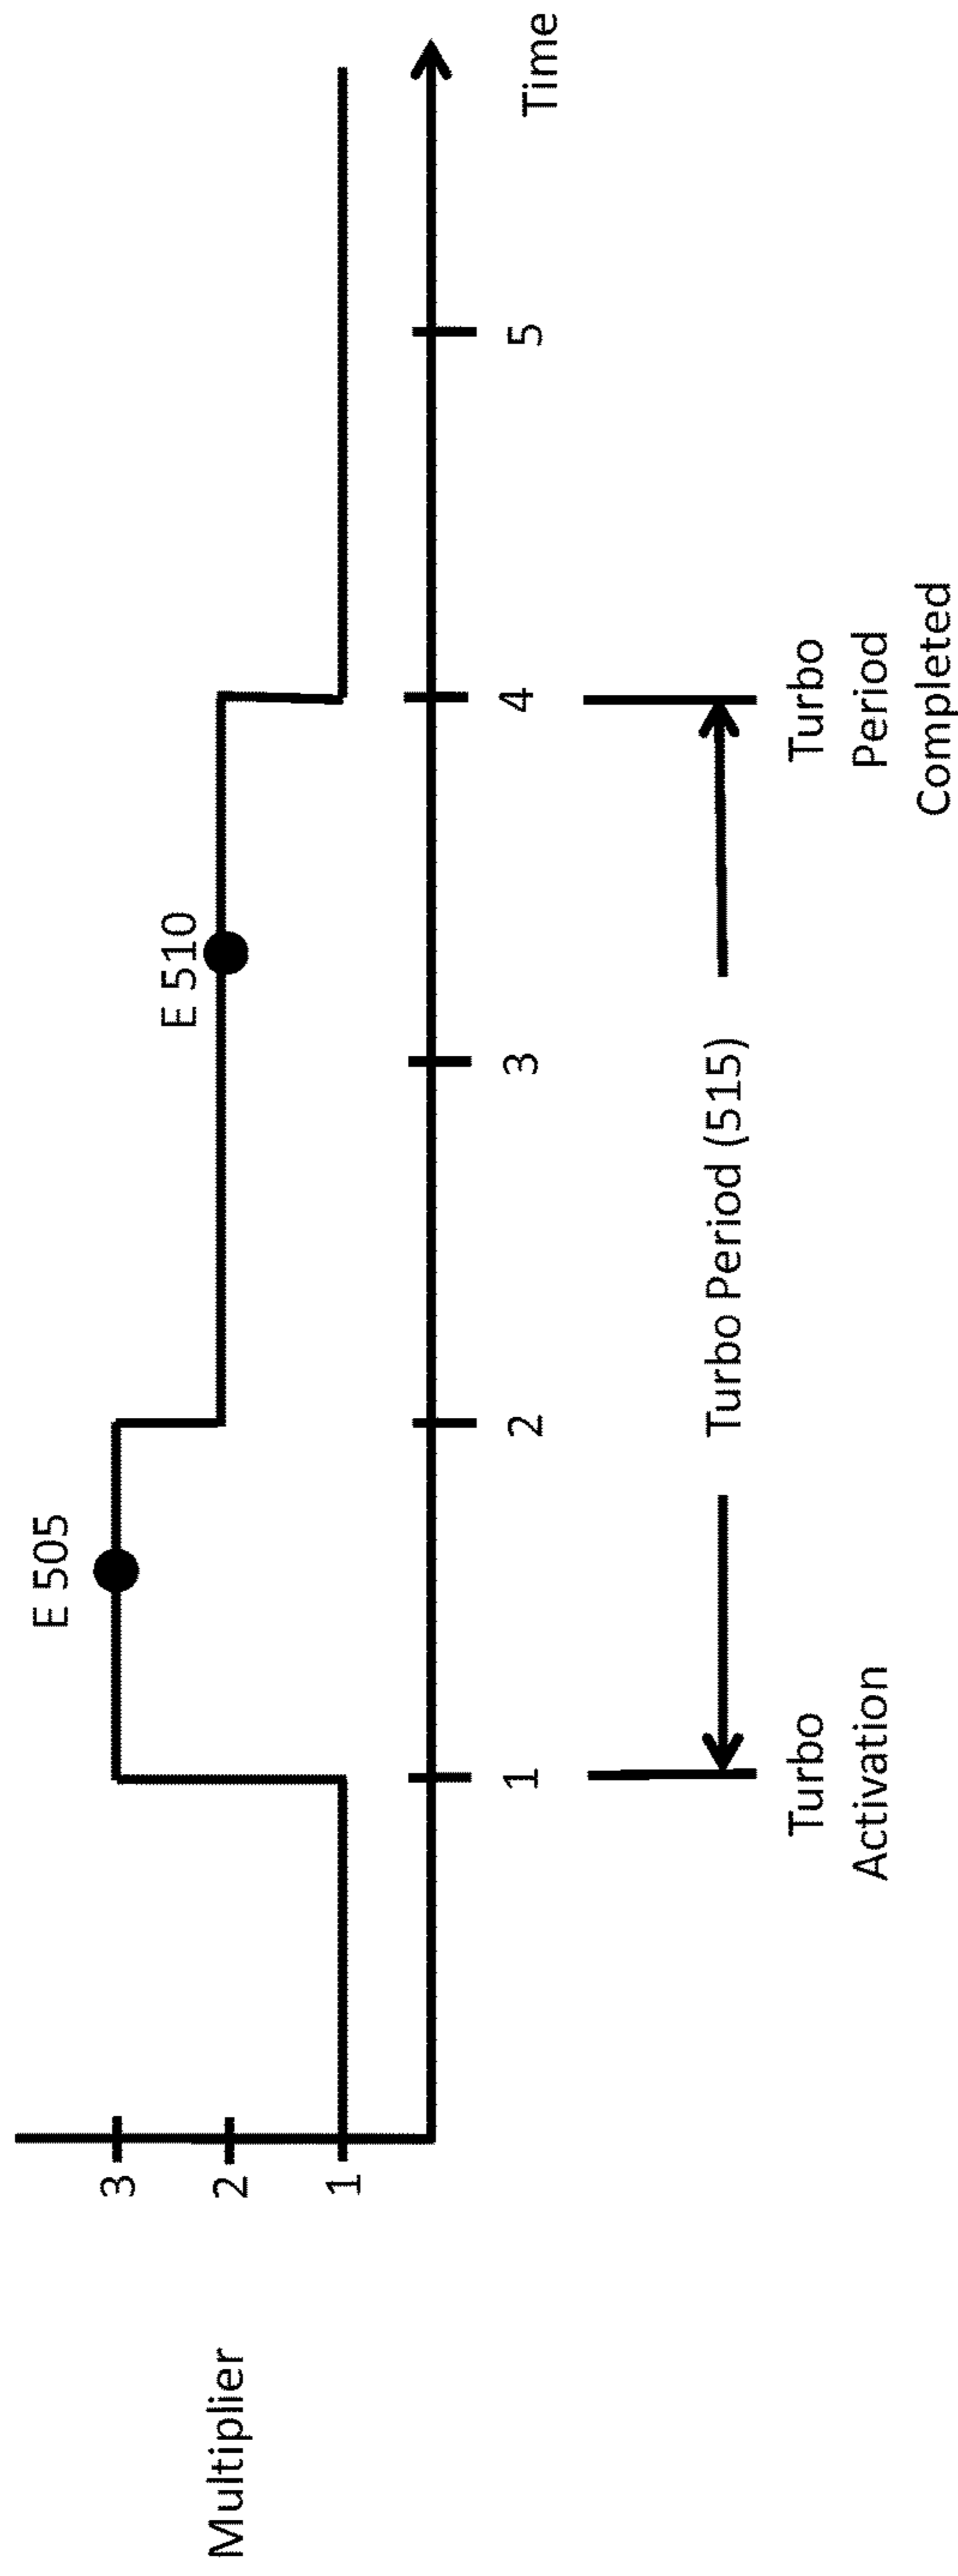 E 505
3
E 510
Multiplier
2
1
1
2
3
4
5
Time
Turbo Period (515)
Turbo
Activation
Turbo
Period
Completed